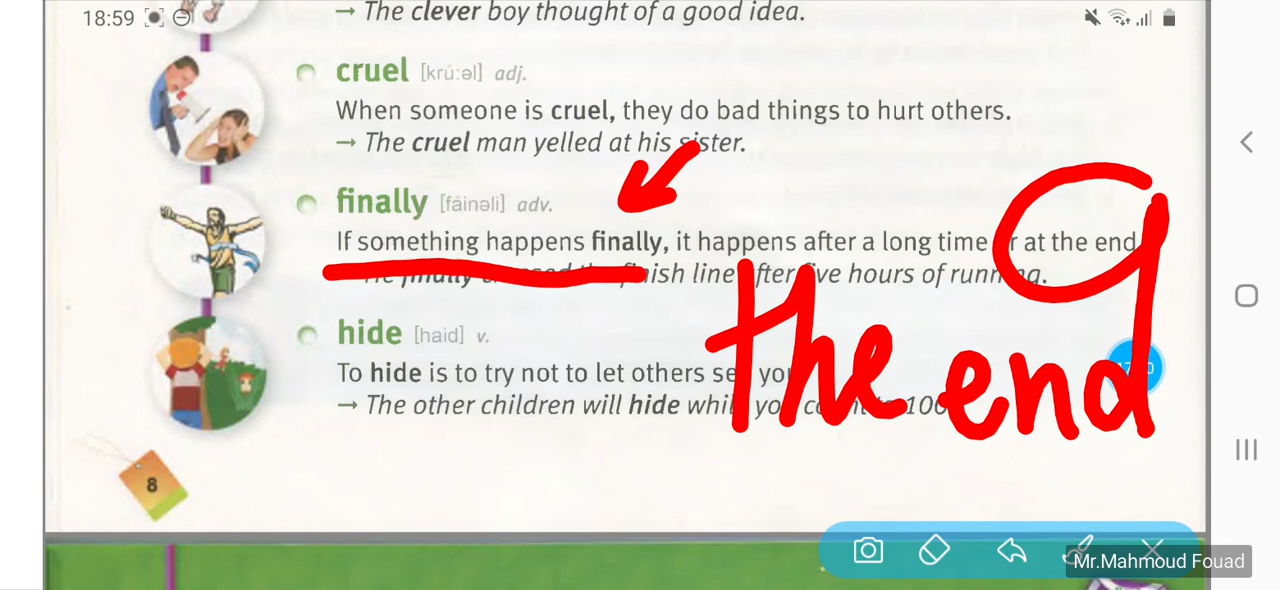 18:59
→ The clever boy thought of a good idea.
cruel [krúːəl] adj.
When someone is cruel, they do bad things to hurt others.
→ The cruel man yelled at his sister.
finally [fáinəli] adv.
If something happens finally, it happens after a long time at the end
finally finish line after five hours of running.
the end
hide [haid] v.
To hide is to try not to let others see you
→ The other children will hide while you count to 100
8
Mr.Mahmoud Fouad